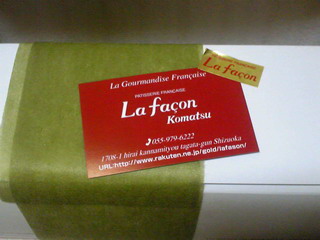 La Gourmandise Française
PATISSERIE FRANÇAISE
La façon
Komatsu
055-979-6222
1708-1 hirai kannamityou tagata-gun Shizuoka
URL:http://www.rakuten.ne.jp/gold/lafason/
La façon